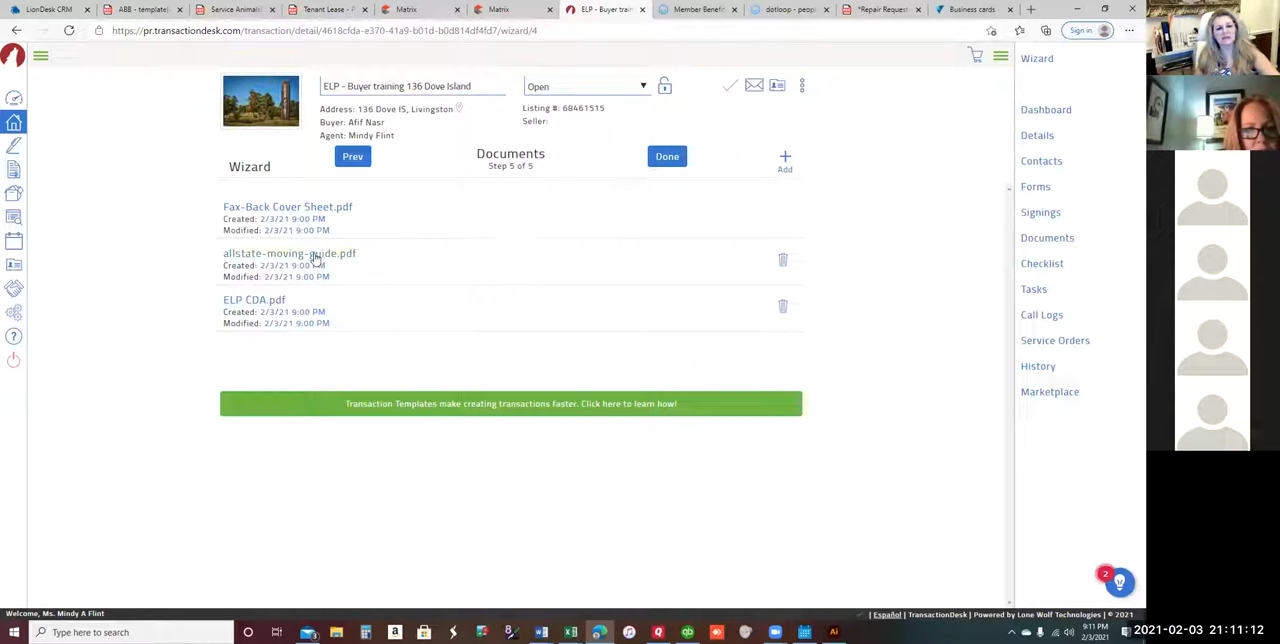 LionDesk CRM
ABB - template
Service Animals
Tenant Lease - P
Matrix
Matrix
ELP - Buyer train
Member Benefi
dotloop - peop
*Repair Reques
Business cards
https://pr.transactiondesk.com/transaction/detail/4618cfda-e370-41a9-b01d-b0d814df4fd7/wizard/4
Sign in
ELP - Buyer training 136 Dove Island
Open
Address: 136 Dove IS, Livingston
Listing #: 68461515
Buyer: Afif Nasr
Seller:
Agent: Mindy Flint
Wizard
Prev
Documents
Step 5 of 5
Done
Add
Fax-Back Cover Sheet.pdf
Created: 2/3/21 9:00 PM
Modified: 2/3/21 9:00 PM
allstate-moving-guide.pdf
Created: 2/3/21 9:00 PM
Modified: 2/3/21 9:00 PM
ELP CDA.pdf
Created: 2/3/21 9:00 PM
Modified: 2/3/21 9:00 PM
Transaction Templates make creating transactions faster. Click here to learn how!
Wizard
Dashboard
Details
Contacts
Forms
Signings
Documents
Checklist
Tasks
Call Logs
Service Orders
History
Marketplace
2
Welcome, Ms. Mindy A Flint
| Español | TransactionDesk | Powered by Lone Wolf Technologies | © 2021
Type here to search
9:11 PM
2/3/2021
2021-02-03 21:11:12